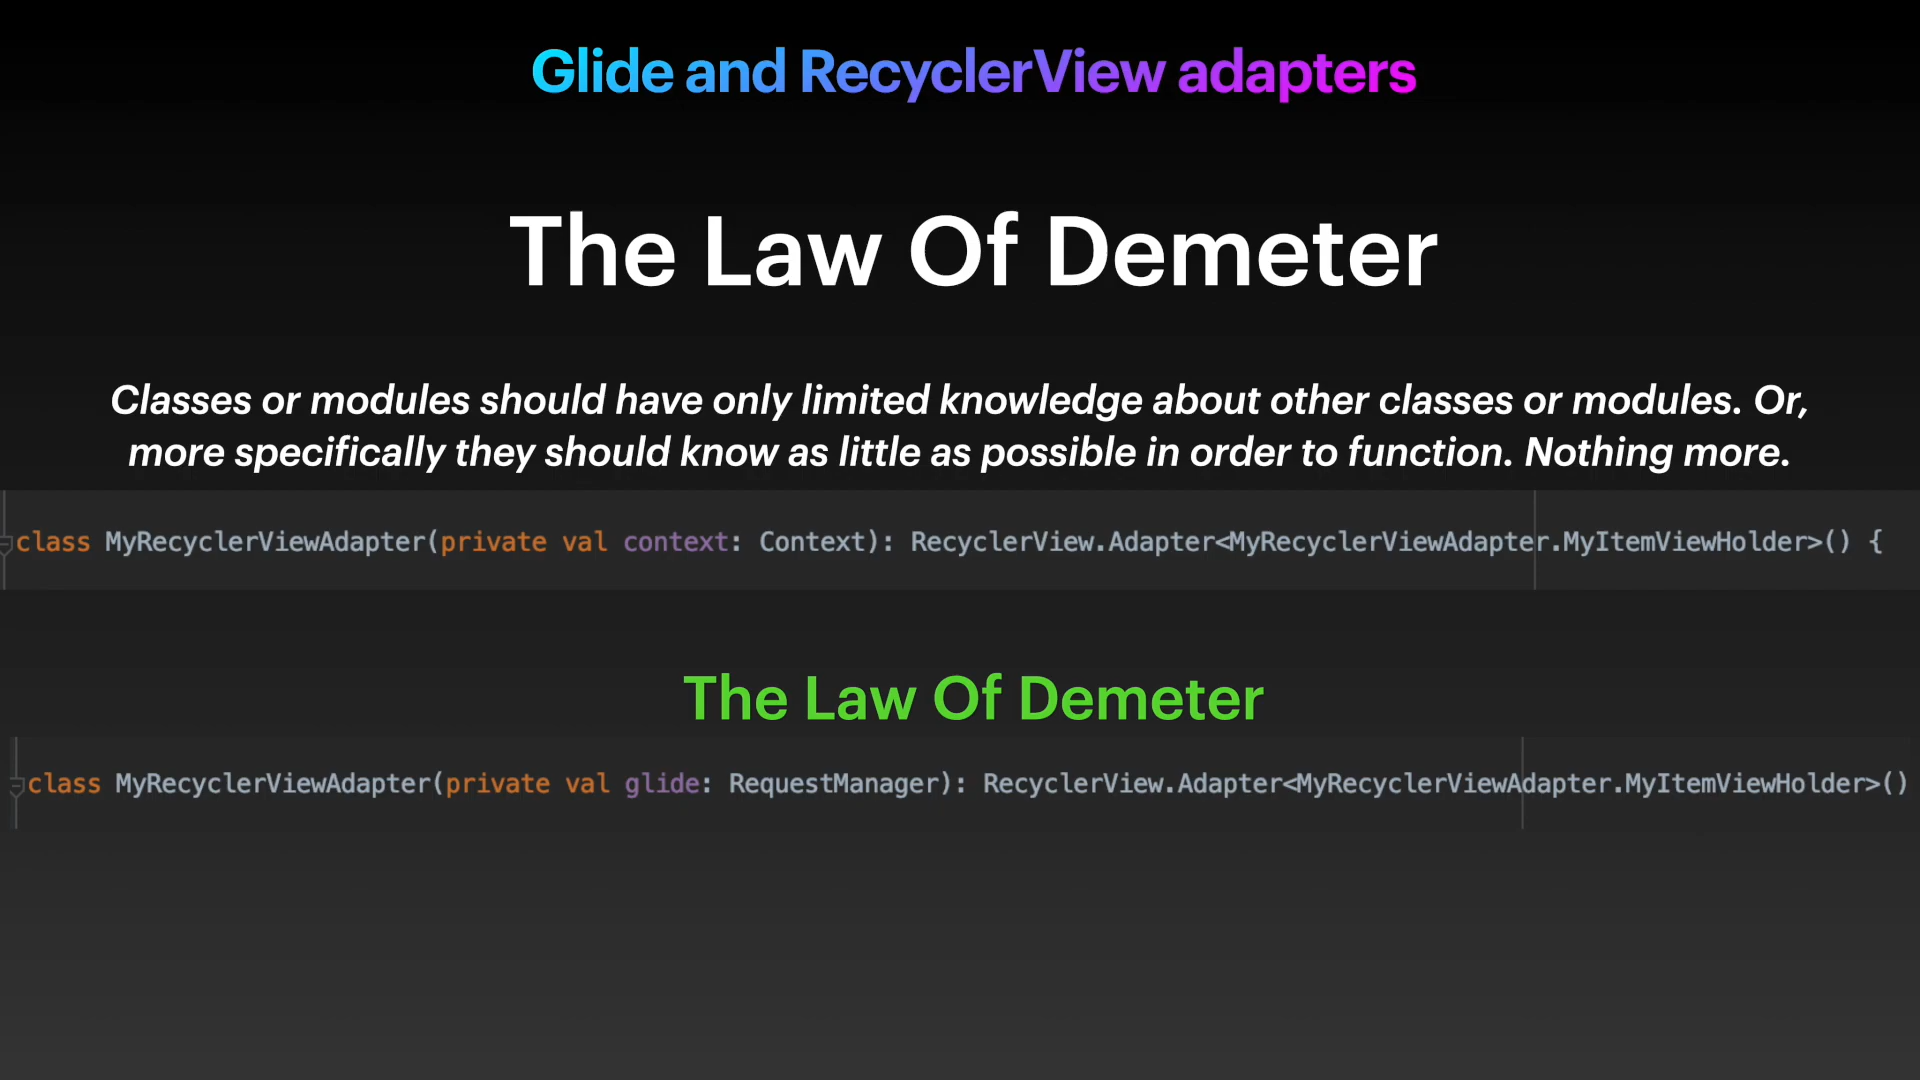 Glide and RecyclerView adapters
The Law Of Demeter
Classes or modules should have only limited knowledge about other classes or modules. Or,
more specifically they should know as little as possible in order to function. Nothing more.
class MyRecyclerViewAdapter(private val context: Context): RecyclerView.Adapter<MyRecyclerViewAdapter.MyItemViewHolder>() {
The Law Of Demeter
class MyRecyclerViewAdapter(private val glide: RequestManager): RecyclerView.Adapter<MyRecyclerViewAdapter.MyItemViewHolder>()